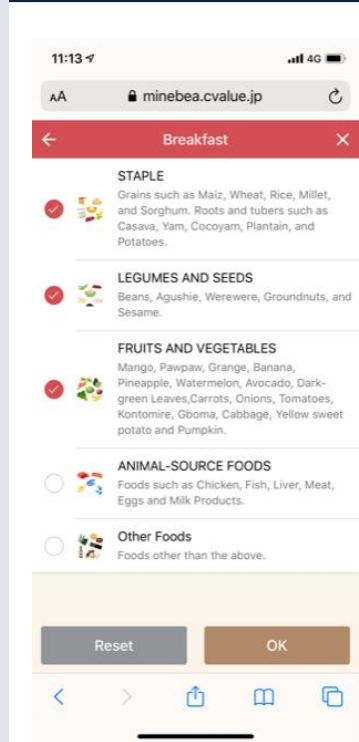 11:13
4G
AA minebea.cvalue.jp
Breakfast
STAPLE
Grains such as Maiz, Wheat, Rice, Millet,
and Sorghum. Roots and tubers such as
Casava, Yam, Cocoyam, Plantain, and
Potatoes.
LEGUMES AND SEEDS
Beans, Agushie, Werewere, Groundnuts, and
Sesame.
FRUITS AND VEGETABLES
Mango, Pawpaw, Grange, Banana,
Pineapple, Watermelon, Avocado, Dark-
green Leaves,Carrots, Onions, Tomatoes,
Kontomire, Gboma, Cabbage, Yellow sweet
potato and Pumpkin.
ANIMAL-SOURCE FOODS
Foods such as Chicken, Fish, Liver, Meat,
Eggs and Milk Products.
Other Foods
Foods other than the above.
Reset
OK